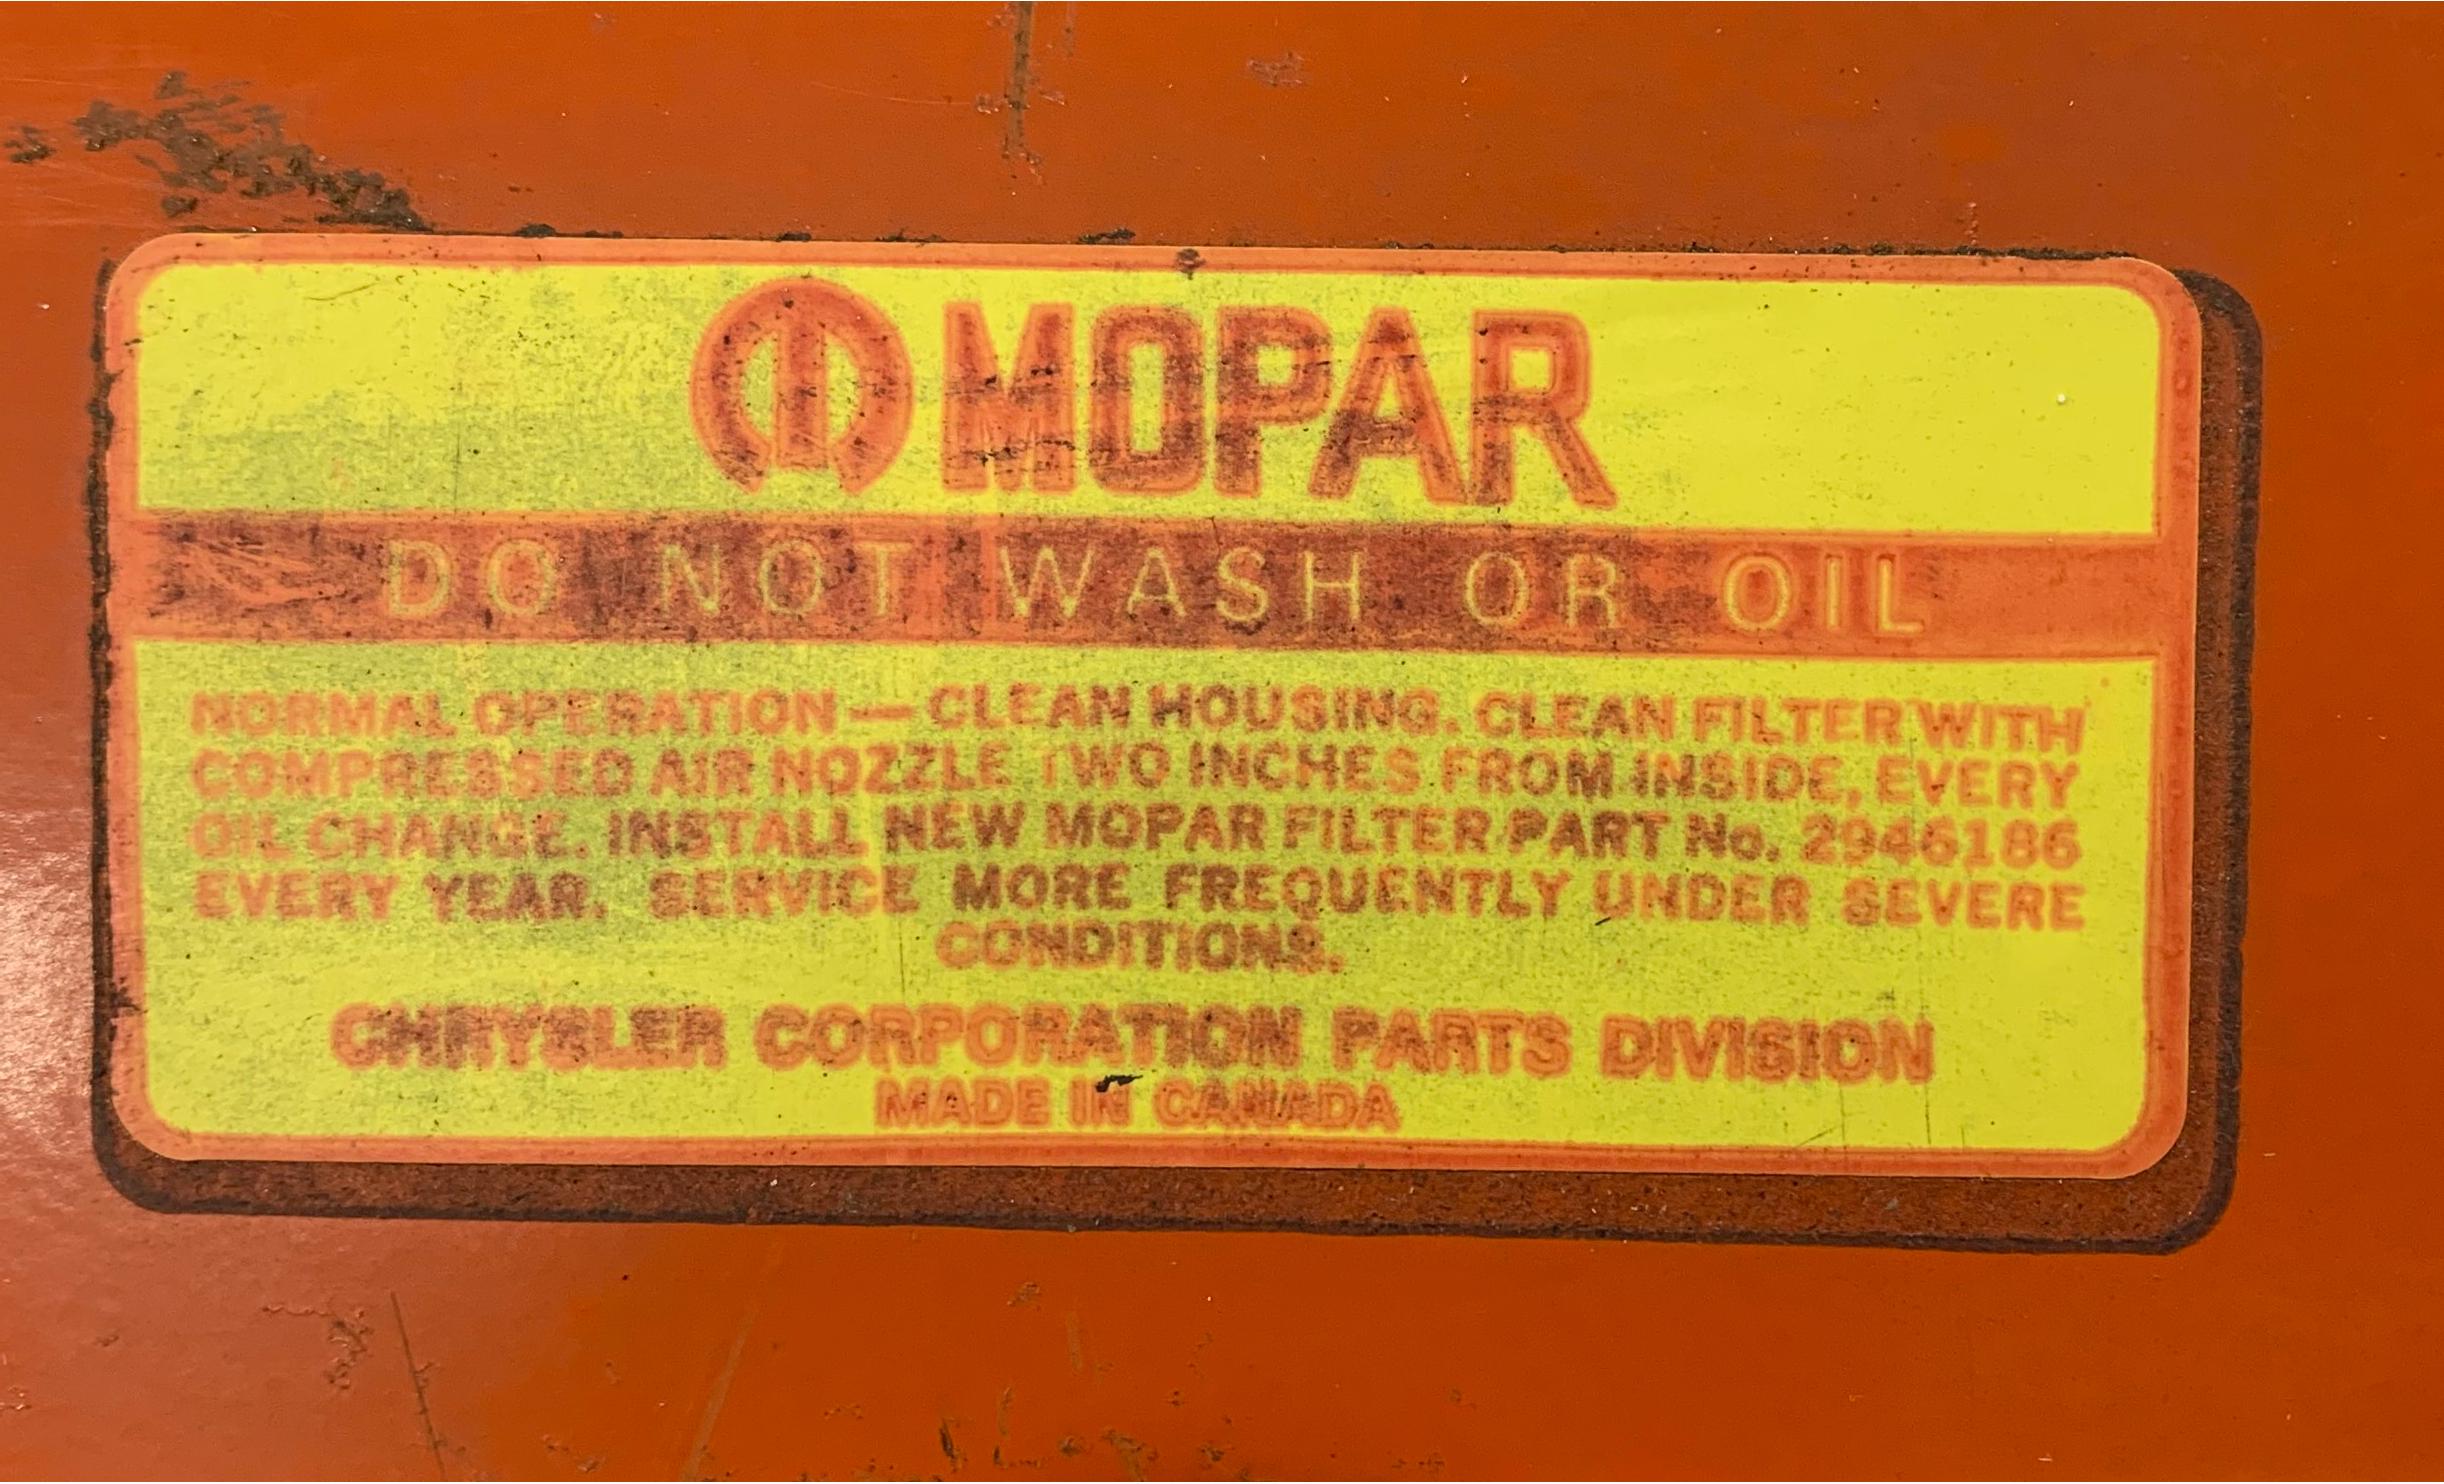 MOPAR
DO NOT WASH OR OIL
NORMAL OPERATION — CLEAN HOUSING. CLEAN FILTER WITH
COMPRESSED AIR NOZZLE TWO INCHES FROM INSIDE, EVERY
OIL CHANGE. INSTALL NEW MOPAR FILTER PART No. 2946186
EVERY YEAR. SERVICE MORE FREQUENTLY UNDER SEVERE
CONDITIONS.
CHRYSLER CORPORATION PARTS DIVISION
MADE IN CANADA